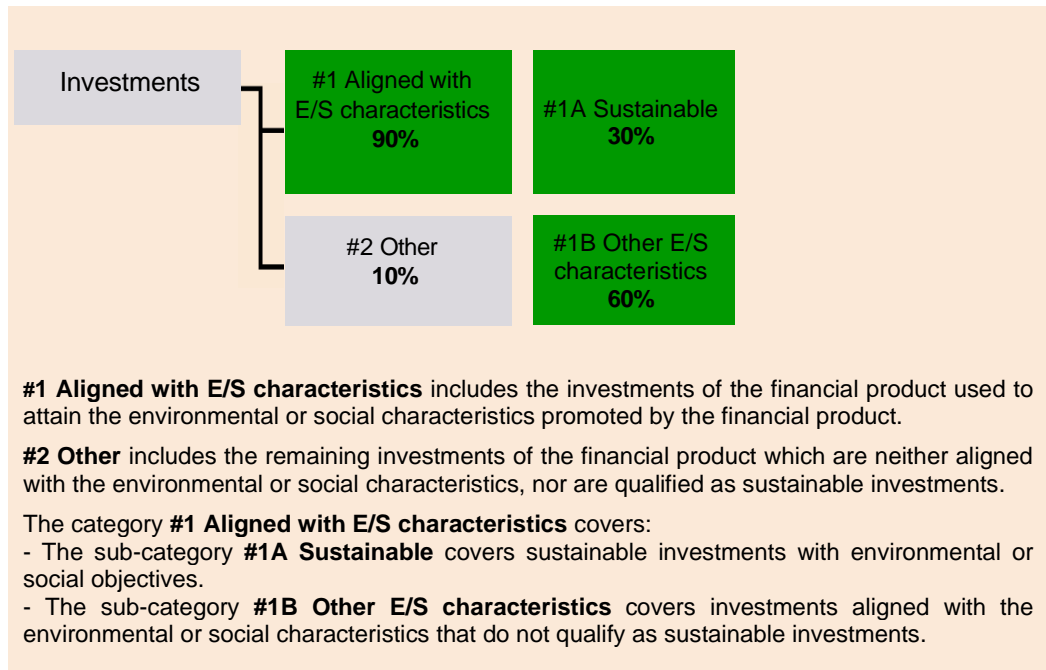 Investments
#1 Aligned with
E/S characteristics
90%
#1A Sustainable
30%
#2 Other
10%
#1B Other E/S
characteristics
60%
#1 Aligned with E/S characteristics includes the investments of the financial product used to
attain the environmental or social characteristics promoted by the financial product.
#2 Other includes the remaining investments of the financial product which are neither aligned
with the environmental or social characteristics, nor are qualified as sustainable investments.
The category #1 Aligned with E/S characteristics covers:
- The sub-category #1A Sustainable covers sustainable investments with environmental or
social objectives.
- The sub-category #1B Other E/S characteristics covers investments aligned with the
environmental or social characteristics that do not qualify as sustainable investments.